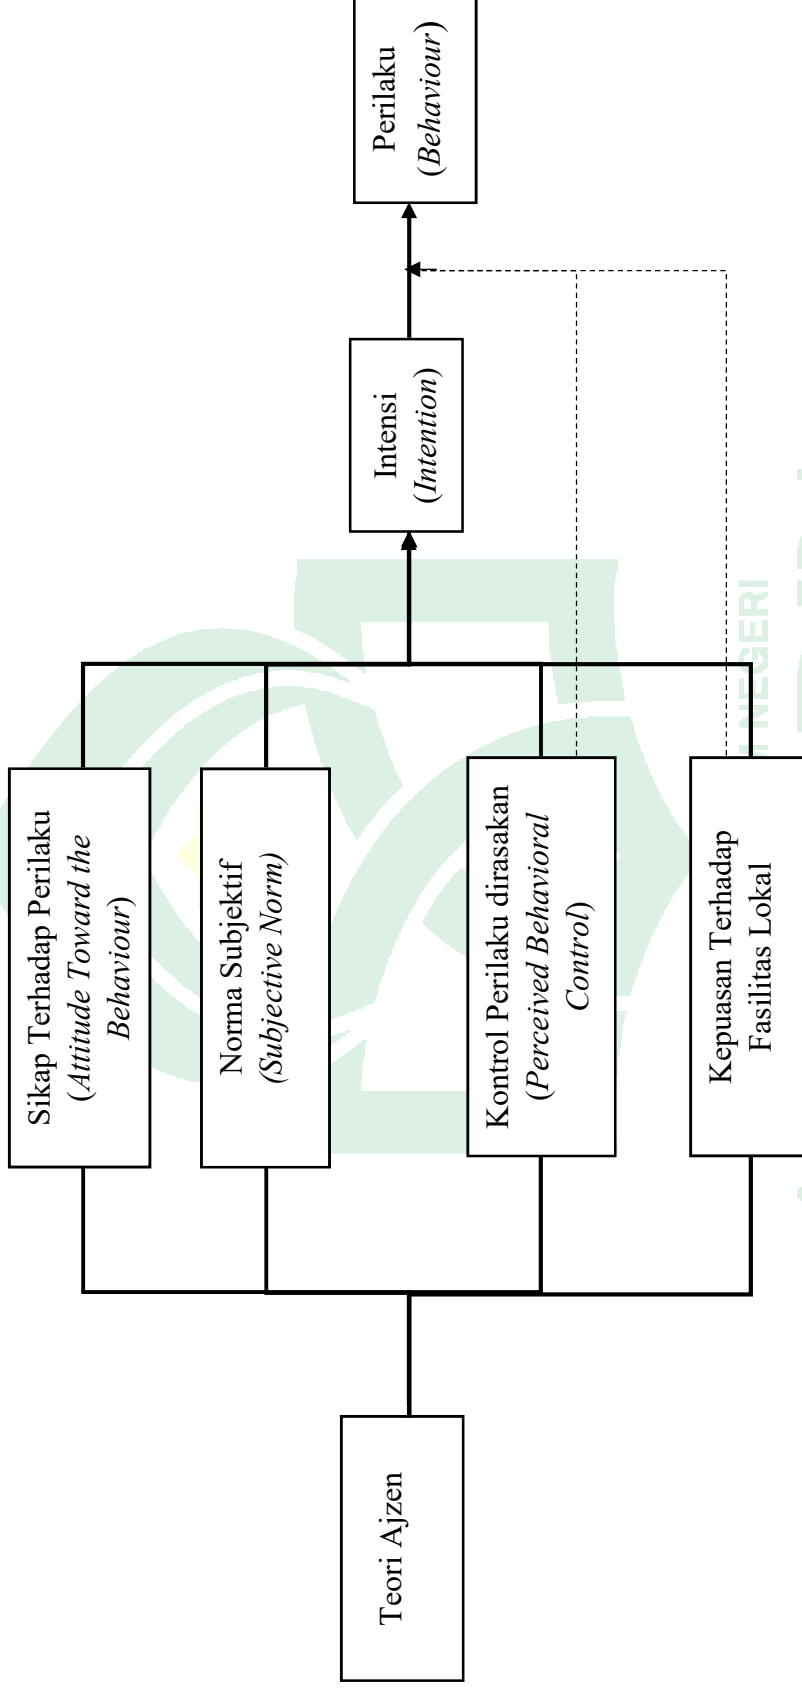 Teori Ajzen
Sikap Terhadap Perilaku
(Attitude Toward the
Behaviour)
Norma Subjektif
(Subjective Norm)
Kontrol Perilaku dirasakan
(Perceived Behavioral
Control)
Kepuasan Terhadap
Fasilitas Lokal
Intensi
(Intention)
Perilaku
(Behaviour)
NEGERI